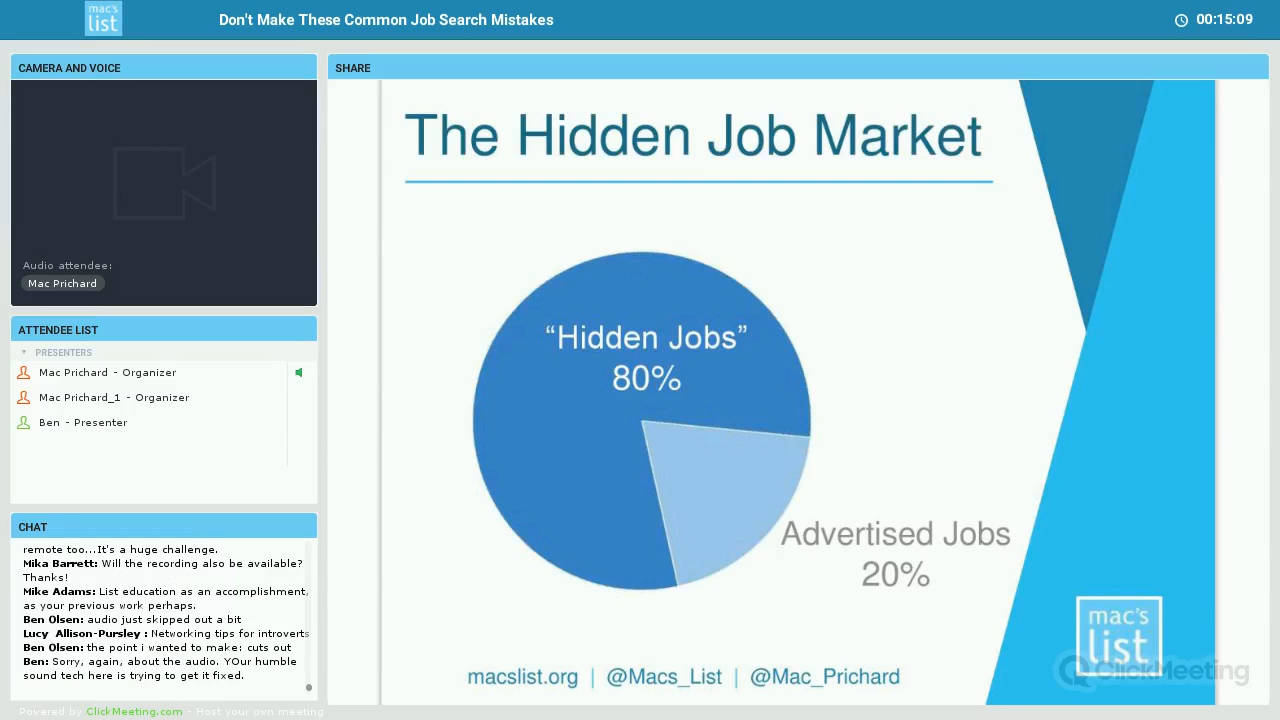 mac's
list
Don't Make These Common Job Search Mistakes
00:15:09
CAMERA AND VOICE
Audio attendee:
Mac Prichard
ATTENDEE LIST
PRESENTERS
Mac Prichard - Organizer
Mac Prichard_1 - Organizer
Ben - Presenter
CHAT
remote too...It's a huge challenge.
Mika Barrett: Will the recording also be available?
Thanks!
Mike Adams: List education as an accomplishment,
as your previous work perhaps.
Ben Olsen: audio just skipped out a bit
Lucy Allison-Pursley : Networking tips for introverts
Ben Olsen: the point i wanted to make: cuts out
Ben: Sorry, again, about the audio. YOur humble
sound tech here is trying to get it fixed.
Powered by ClickMeeting.com - Host your own meeting
SHARE
The Hidden Job Market
“Hidden Jobs”
80%
Advertised Jobs
20%
mac's
list
macslist.org | @Macs_List | @Mac_Prichard
ClickMeeting